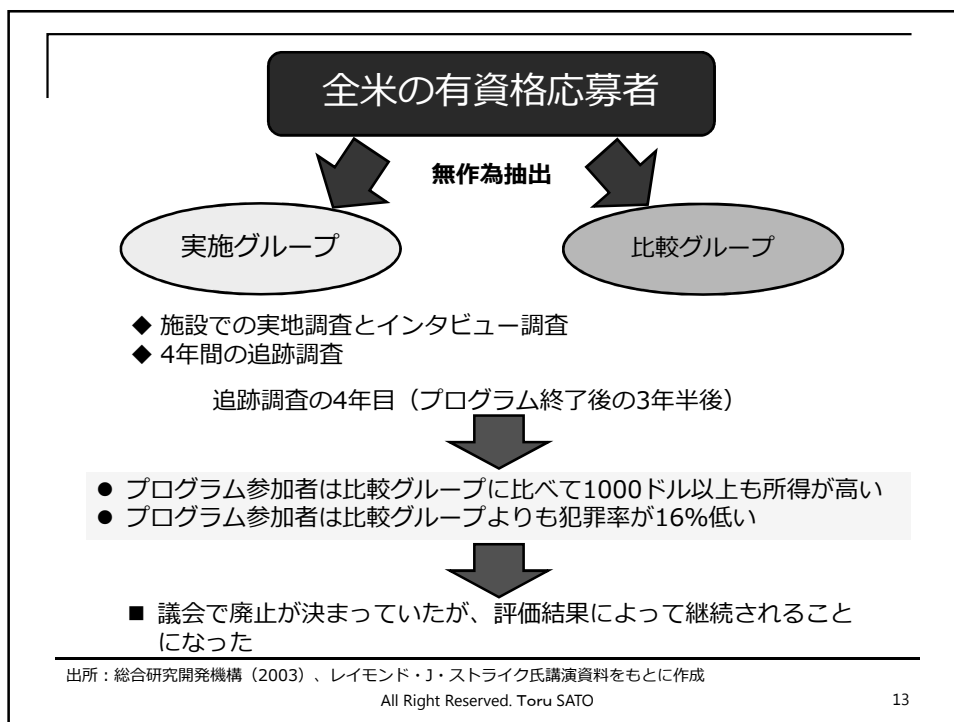 全米の有資格応募者
無作為抽出
実施グループ
比較グループ
◆ 施設での実地調査とインタビュー調査
◆ 4年間の追跡調査
追跡調査の4年目（プログラム終了後の3年半後）
● プログラム参加者は比較グループに比べて1000ドル以上も所得が高い
● プログラム参加者は比較グループよりも犯罪率が16%低い
■ 議会で廃止が決まっていたが、評価結果によって継続されること
になった
出所：総合研究開発機構（2003）、レイモンド・J・ストライク氏講演資料をもとに作成
All Right Reserved. Toru SATO
13